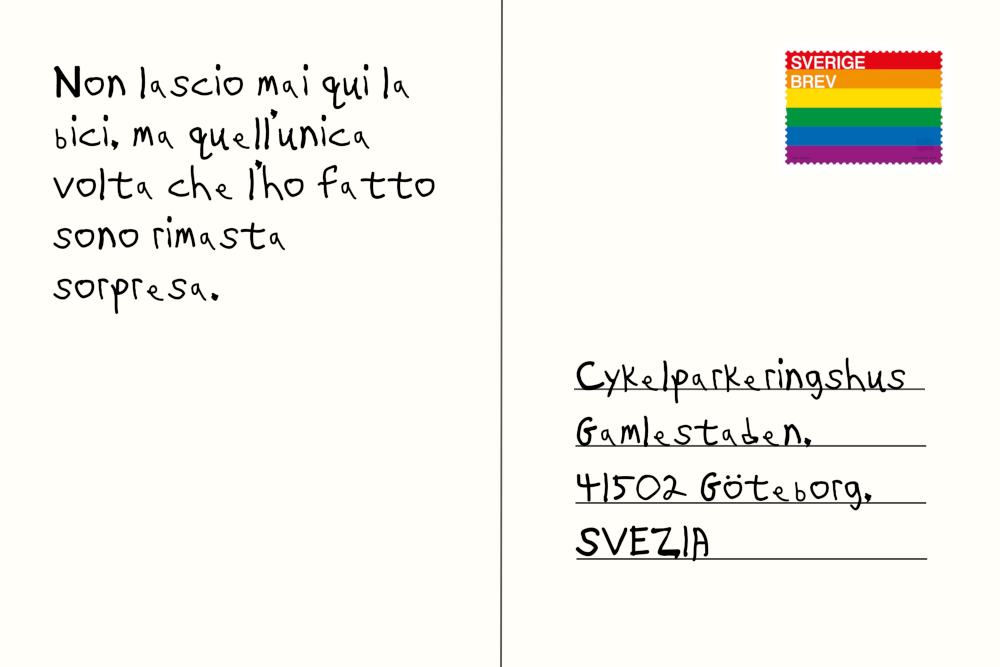 Non lascio mai qui la
bici, ma quell'unica
volta che l'ho fatto
sono rimasta
sorpresa.
SVERIGE
BREV
Cykelparkeringshus
Gamlestaden,
41502 Göteborg,
SVEZIA